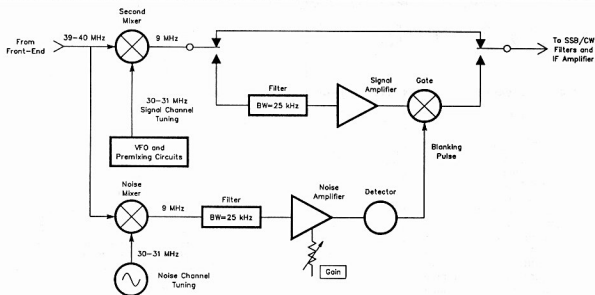 Second
Mixer
From
Front-End
39-40 MHz
9 MHz
To SSB/CW
Filters and
IF Amplifier
30-31 MHz
Signal Channel
Tuning
Filter
BW=25 kHz
Signal
Amplifier
Gate
VFO and
Premixing Circuits
Blanking
Pulse
Noise
Mixer
9 MHz
Filter
BW=25 kHz
Noise
Amplifier
Detector
30-31 MHz
Noise Channel
Tuning
Gain